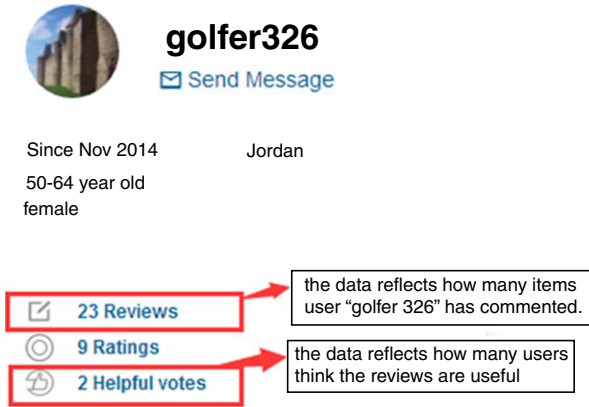 golfer326
Send Message
Since Nov 2014
Jordan
50-64 year old
female
23 Reviews
the data reflects how many items
user “golfer 326” has commented.
9 Ratings
2 Helpful votes
the data reflects how many users
think the reviews are useful